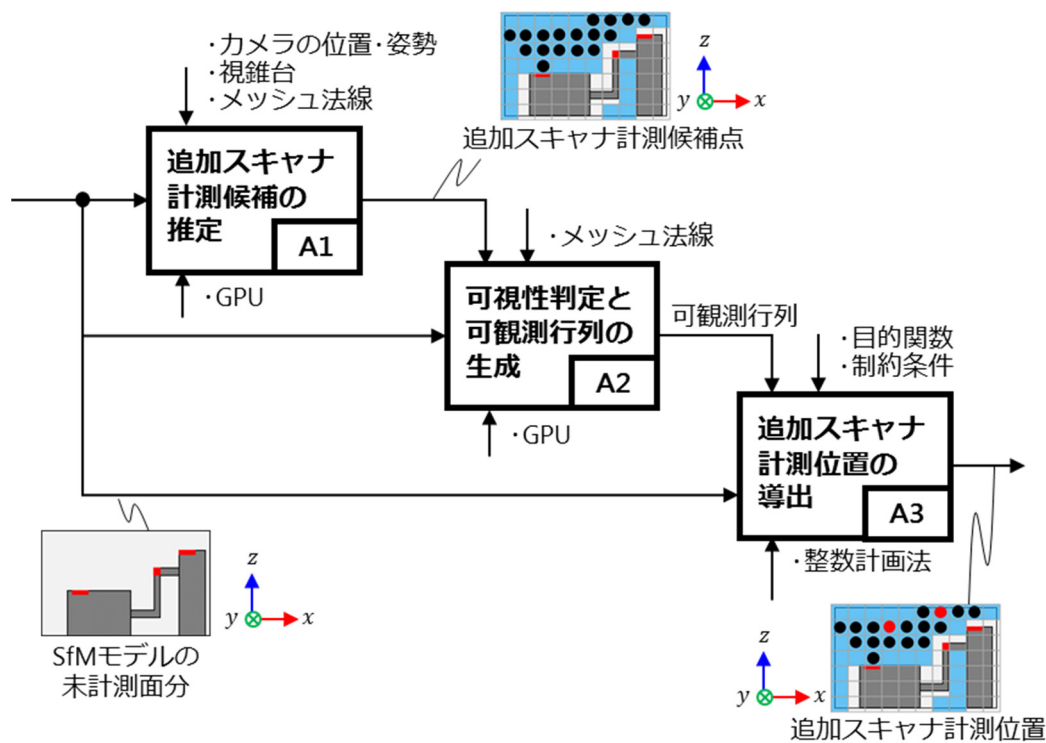 ・カメラの位置・姿勢
・視錐台
・メッシュ法線
z
y
x
追加スキャナ計測候補点
追加スキャナ
計測候補の
推定
A1
・GPU
・メッシュ法線
可視性判定と
可観測行列の
生成
A2
・GPU
可観測行列
・目的関数
・制約条件
追加スキャナ
計測位置の
導出
A3
・整数計画法
z
y
x
SfMモデルの
未計測面分
z
y
x
追加スキャナ計測位置